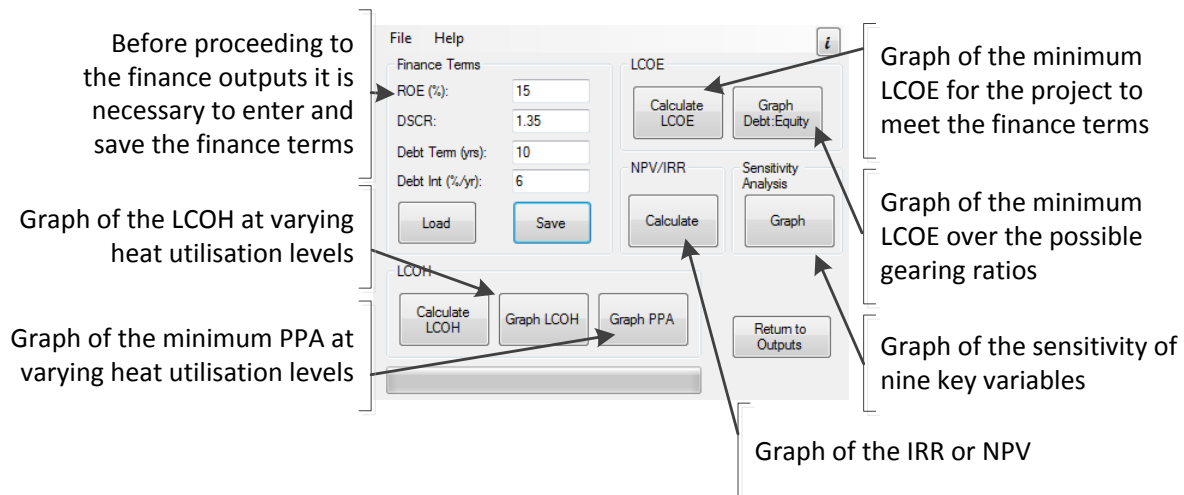 Before proceeding to
the finance outputs it is
necessary to enter and
save the finance terms
Graph of the LCOH at varying
heat utilisation levels
Graph of the minimum PPA at
varying heat utilisation levels
File Help
i
Finance Terms
ROE (%): 15
DSCR: 1.35
Debt Term (yrs): 10
Debt Int (%/yr): 6
Load Save
LCOE
Calculate
LCOE
Graph
Debt:Equity
NPV/IRR
Calculate
Sensitivity
Analysis
Graph
LCOH
Calculate
LCOH
Graph LCOH
Graph PPA
Return to
Outputs
Graph of the minimum
LCOE for the project to
meet the finance terms
Graph of the minimum
LCOE over the possible
gearing ratios
Graph of the sensitivity of
nine key variables
Graph of the IRR or NPV